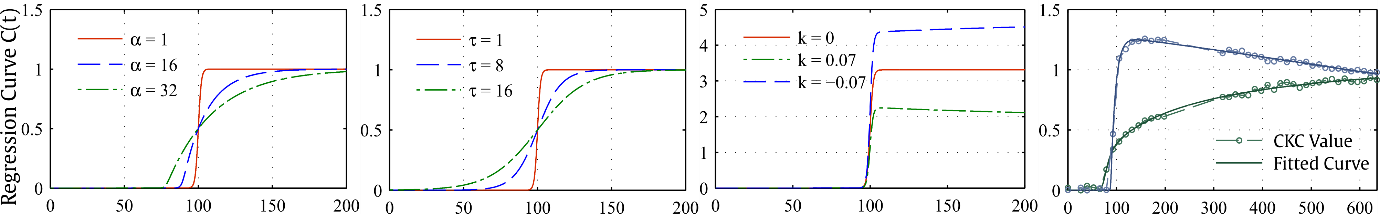 Regression Curve C(t)
1.5
1
0.5
0
0 50 100 150 200
α = 1
α = 16
α = 32
1.5
1
0.5
0
0 50 100 150 200
τ = 1
τ = 8
τ = 16
5
4
3
2
1
0
0 50 100 150 200
k = 0
k = 0.07
k = −0.07
1.5
1
0.5
0
0 100 200 300 400 500 600
CKC Value
Fitted Curve